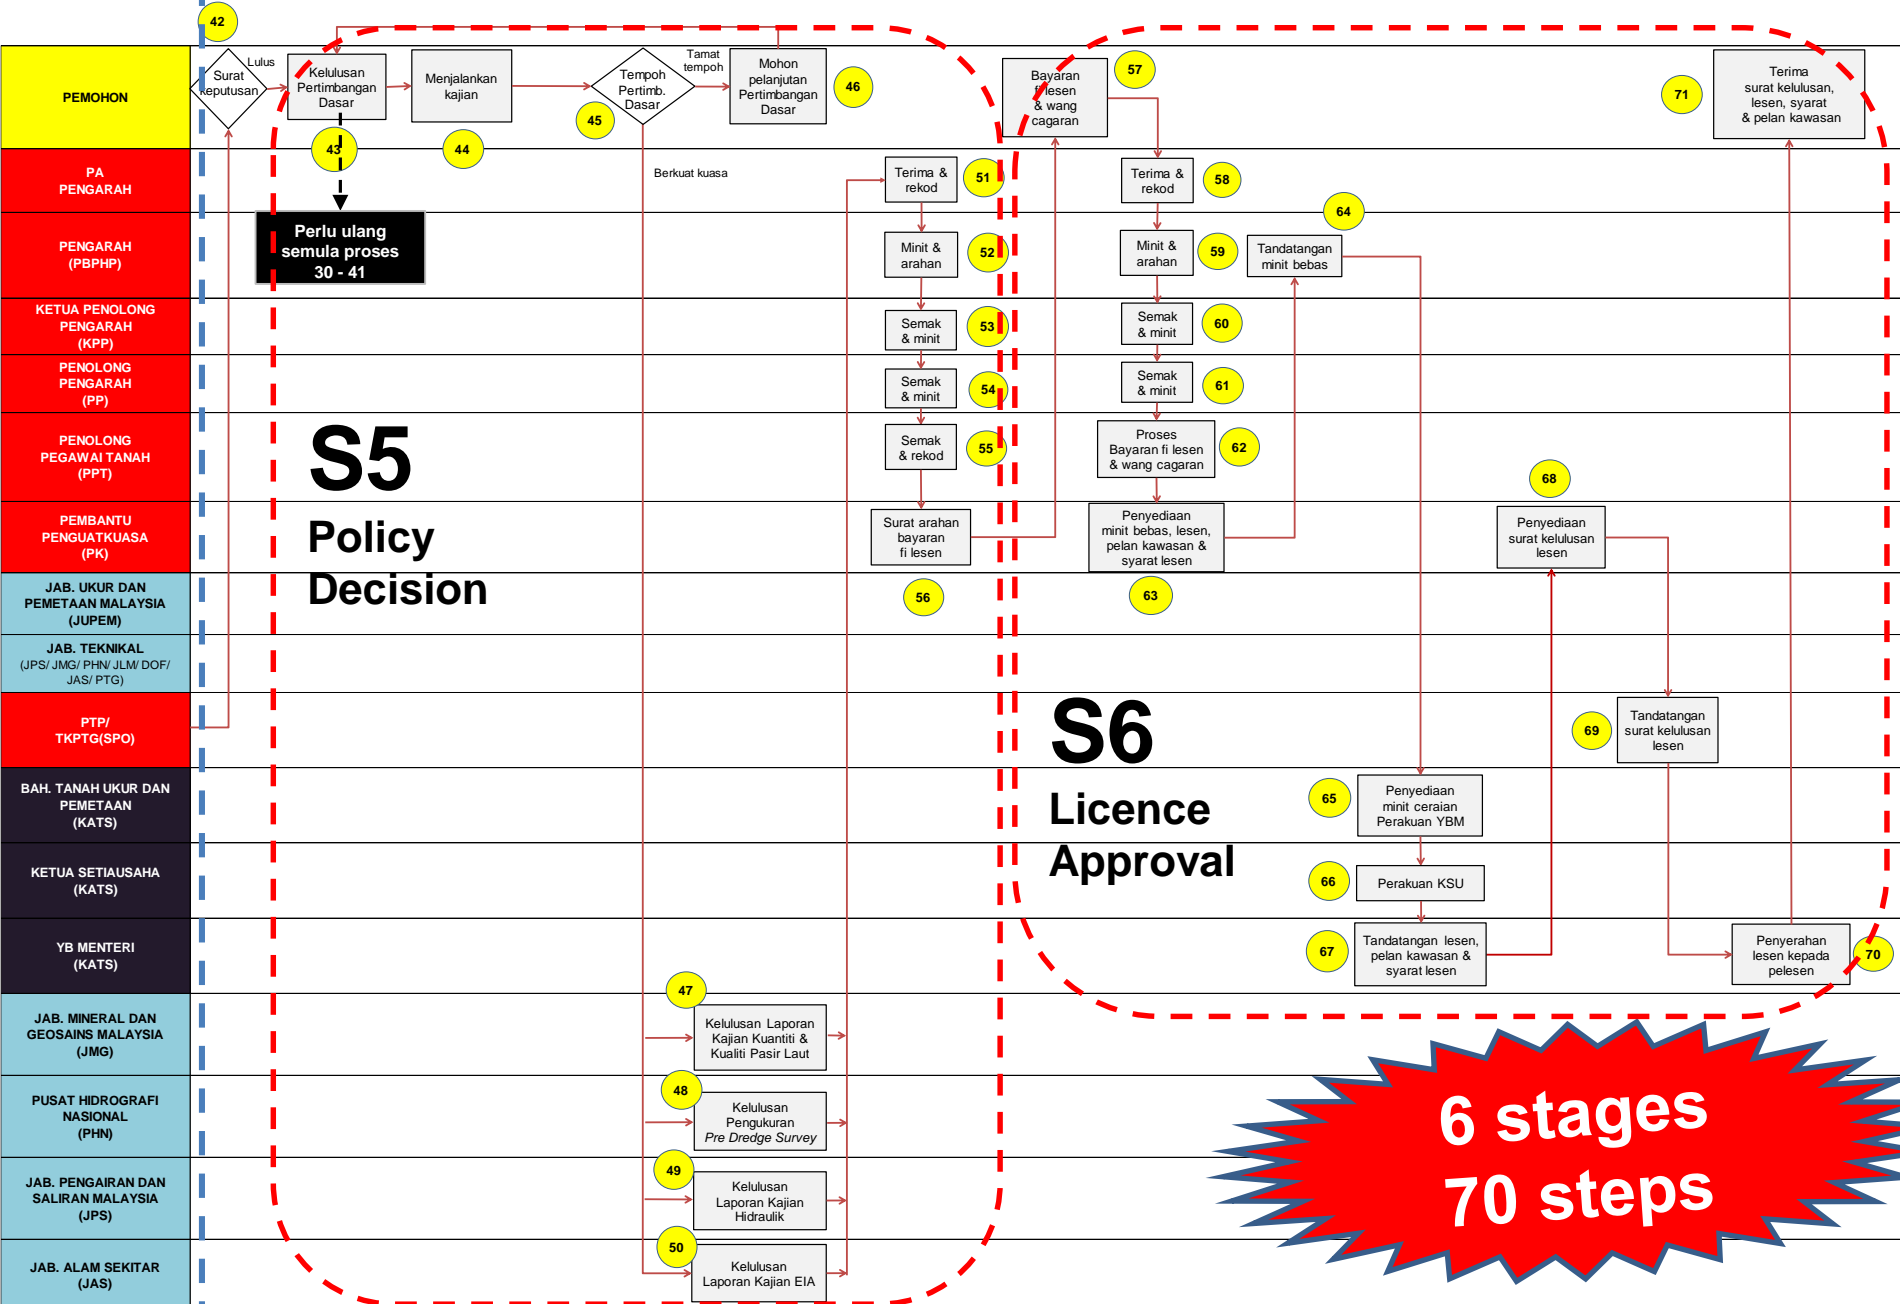 42
PEMOHON
Surat
keputusan
Lulus
Kelulusan
Pertimbangan
Dasar
Menjalankan
kajian
Tempoh
Pertimb.
Dasar
Tamat
tempoh
Mohon
pelanjutan
Pertimbangan
Dasar
46
Bayaran
fi lesen
& wang
cagaran
57
71
Terima
surat kelulusan,
lesen, syarat
& pelan kawasan
43
44
45
PA
PENGARAH
Berkuat kuasa
Terima &
rekod
51
Terima &
rekod
58
64
PENGARAH
(PBPHP)
Perlu ulang
semula proses
30 - 41
Minit &
arahan
52
Minit &
arahan
59
Tandatangan
minit bebas
KETUA PENOLONG
PENGARAH
(KPP)
Semak
& minit
53
Semak
& minit
60
PENOLONG
PENGARAH
(PP)
Semak
& minit
54
Semak
& minit
61
PENOLONG
PEGAWAI TANAH
(PPT)
S5
Policy
Decision
Semak
& rekod
55
Proses
Bayaran fi lesen
& wang cagaran
62
68
PEMBANTU
PENGUATKUASA
(PK)
Surat arahan
bayaran
fi lesen
Penyediaan
minit bebas, lesen,
pelan kawasan &
syarat lesen
Penyediaan
surat kelulusan
lesen
JAB. UKUR DAN
PEMETAAN MALAYSIA
(JUPEM)
56
63
JAB. TEKNIKAL
(JPS/ JMG/ PHN/ JLM/ DOF/
JAS/ PTG)
PTP/
TKPTG(SPO)
S6
Licence
Approval
69
Tandatangan
surat kelulusan
lesen
BAH. TANAH UKUR DAN
PEMETAAN
(KATS)
65
Penyediaan
minit ceraian
Perakuan YBM
KETUA SETIAUSAHA
(KATS)
66
Perakuan KSU
YB MENTERI
(KATS)
67
Tandatangan lesen,
pelan kawasan &
syarat lesen
Penyerahan
lesen kepada
pelesen
70
47
JAB. MINERAL DAN
GEOSAINS MALAYSIA
(JMG)
Kelulusan Laporan
Kajian Kuantiti &
Kualiti Pasir Laut
48
PUSAT HIDROGRAFI
NASIONAL
(PHN)
Kelulusan
Pengukuran
Pre Dredge Survey
6 stages
70 steps
49
JAB. PENGAIRAN DAN
SALIRAN MALAYSIA
(JPS)
Kelulusan
Laporan Kajian
Hidraulik
50
JAB. ALAM SEKITAR
(JAS)
Kelulusan
Laporan Kajian EIA